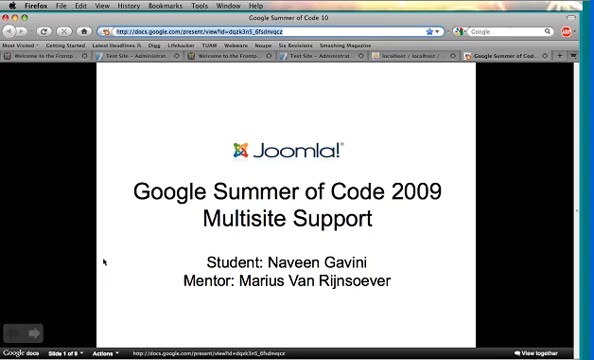 Firefox File Edit View History Bookmarks Tools Window Help
Google Summer of Code 10
http://docs.google.com/present/view?id=dqzk3n5_6fsdnvqcz
Google
ABP
Most Visited Getting Started Latest Headlines Digg Lifehacker TUAW Webware Noupe Six Revisions Smashing Magazine
Welcome to the Frontp... Test Site - Administrat... Welcome to the Frontp... Test Site - Administrat... localhost / localhost / ... Google Summer of Cod...
Joomla!®
Google Summer of Code 2009
Multisite Support
Student: Naveen Gavini
Mentor: Marius Van Rijnsoever
Google docs Slide 1 of 9 Actions http://docs.google.com/present/view?id=dqzk3n5_6fsdnvqcz View together